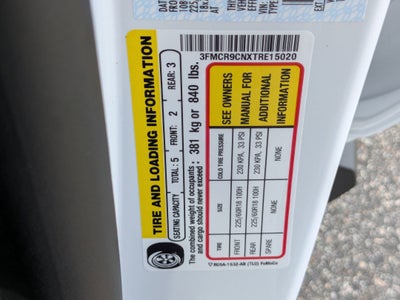 3FMCR9CNXTRE15020
TIRE AND LOADING INFORMATION
SEATING CAPACITY TOTAL: 5 FRONT: 2 REAR: 3
The combined weight of occupants
and cargo should never exceed: 381 kg or 840 lbs.
TIRE SIZE COLD TIRE PRESSURE
FRONT 225/60R18 100H 230 KPA, 33 PSI
REAR 225/60R18 100H 230 KPA, 33 PSI
SPARE NONE NONE
SEE OWNERS
MANUAL FOR
ADDITIONAL
INFORMATION